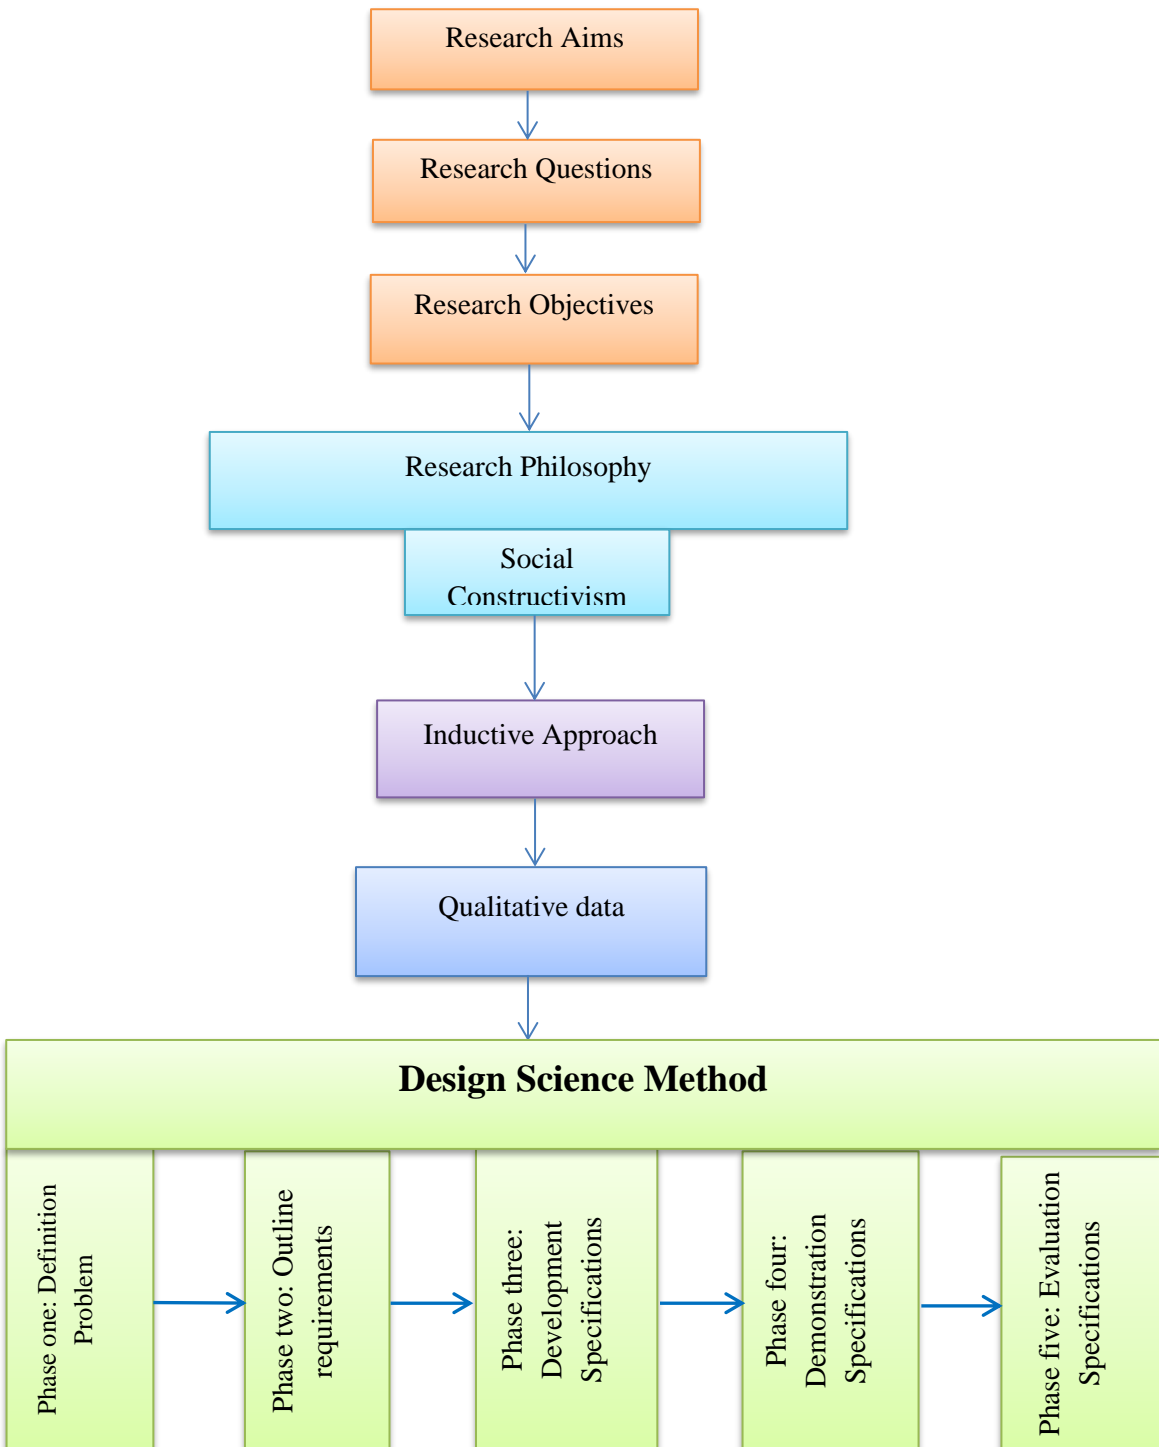 Research Aims
Research Questions
Research Objectives
Research Philosophy
Social
Constructivism
Inductive Approach
Qualitative data
Design Science Method
Phase one: Definition
Problem
Phase two: Outline
requirements
Phase three:
Development
Specifications
Phase four:
Demonstration
Specifications
Phase five: Evaluation
Specifications